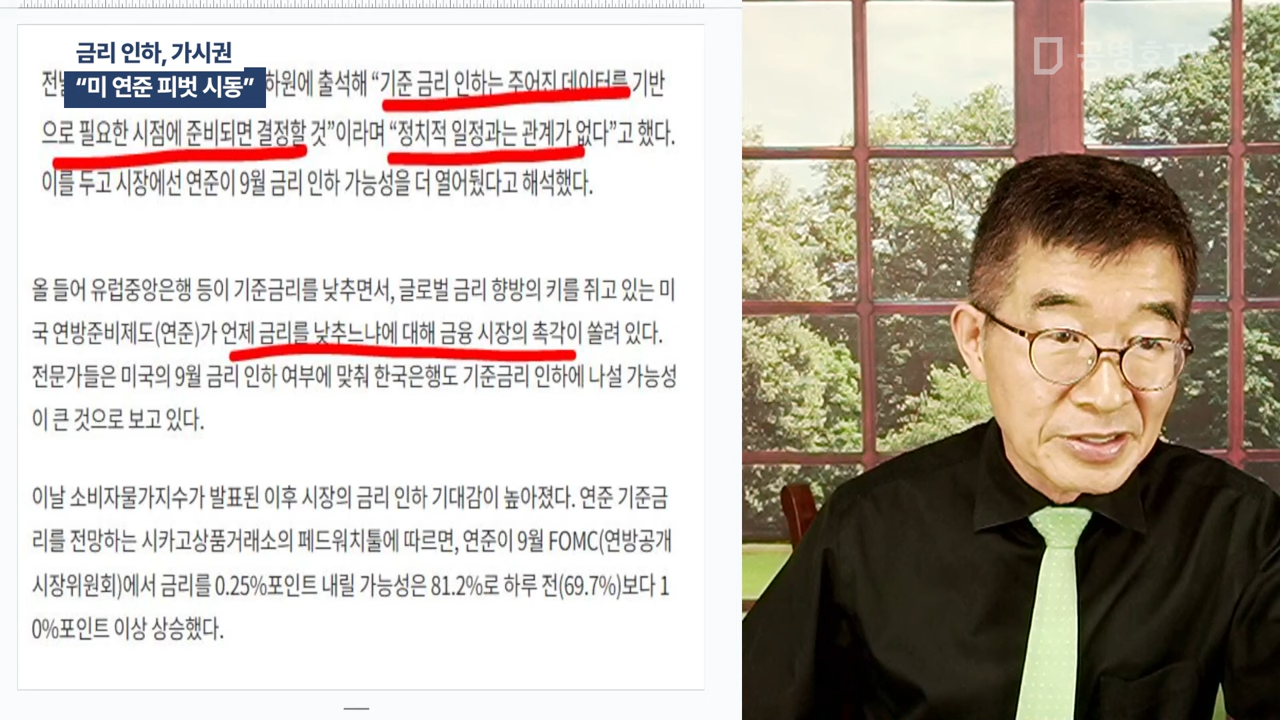 금리 인하, 가시권
“미 연준 피벗 시동”
하원에 출석해 “기준 금리 인하는 주어진 데이터를 기반
으로 필요한 시점에 준비되면 결정할 것”이라며 “정치적 일정과는 관계가 없다”고 했다.
이를 두고 시장에선 연준이 9월 금리 인하 가능성을 더 열어뒀다고 해석했다.
올 들어 유럽중앙은행 등이 기준금리를 낮추면서, 글로벌 금리 향방의 키를 쥐고 있는 미
국 연방준비제도(연준)가 언제 금리를 낮추느냐에 대해 금융 시장의 촉각이 쏠려 있다.
전문가들은 미국의 9월 금리 인하 여부에 맞춰 한국은행도 기준금리 인하에 나설 가능성
이 큰 것으로 보고 있다.
이날 소비자물가지수가 발표된 이후 시장의 금리 인하 기대감이 높아졌다. 연준 기준금
리를 전망하는 시카고상품거래소의 페드워치툴에 따르면, 연준이 9월 FOMC(연방공개
시장위원회)에서 금리를 0.25%포인트 내릴 가능성은 81.2%로 하루 전(69.7%)보다 1
0%포인트 이상 상승했다.